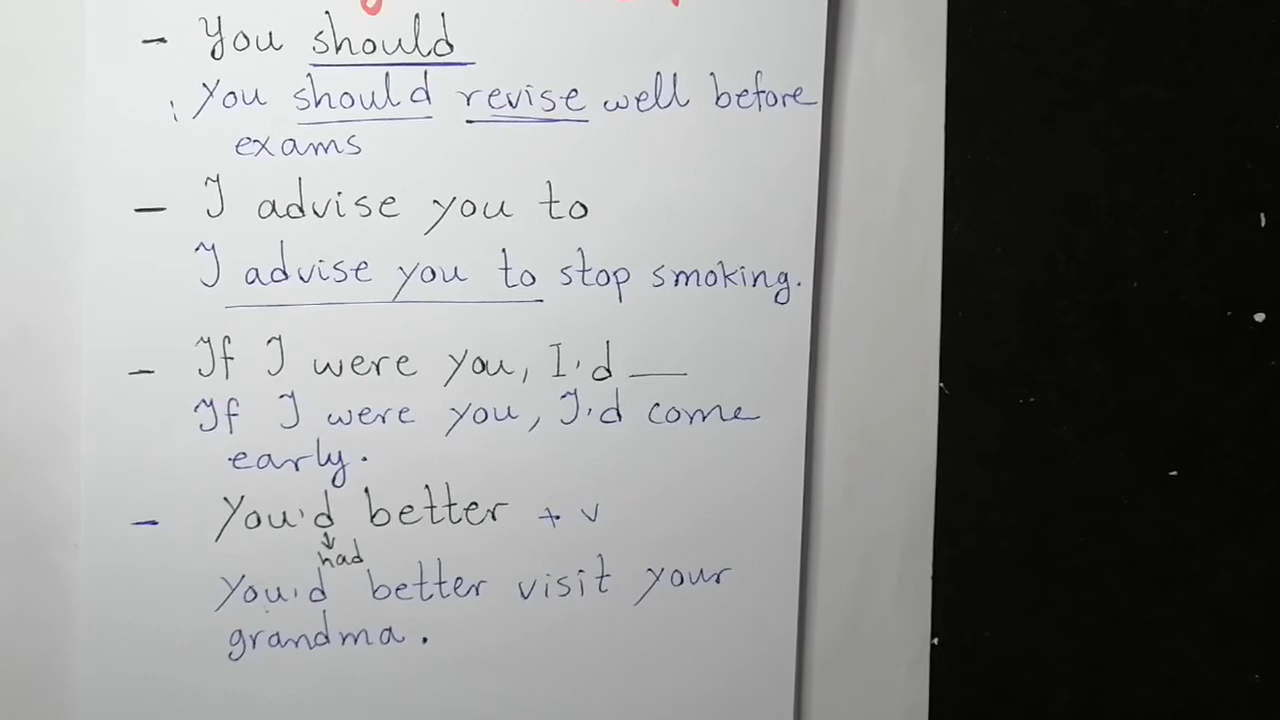 - You should
You should revise well before
exams
- I advise you to
I advise you to stop smoking.
- If I were you, I'd __
If I were you, I'd come
early.
- You'd better + v
had
You'd better visit your
grandma.